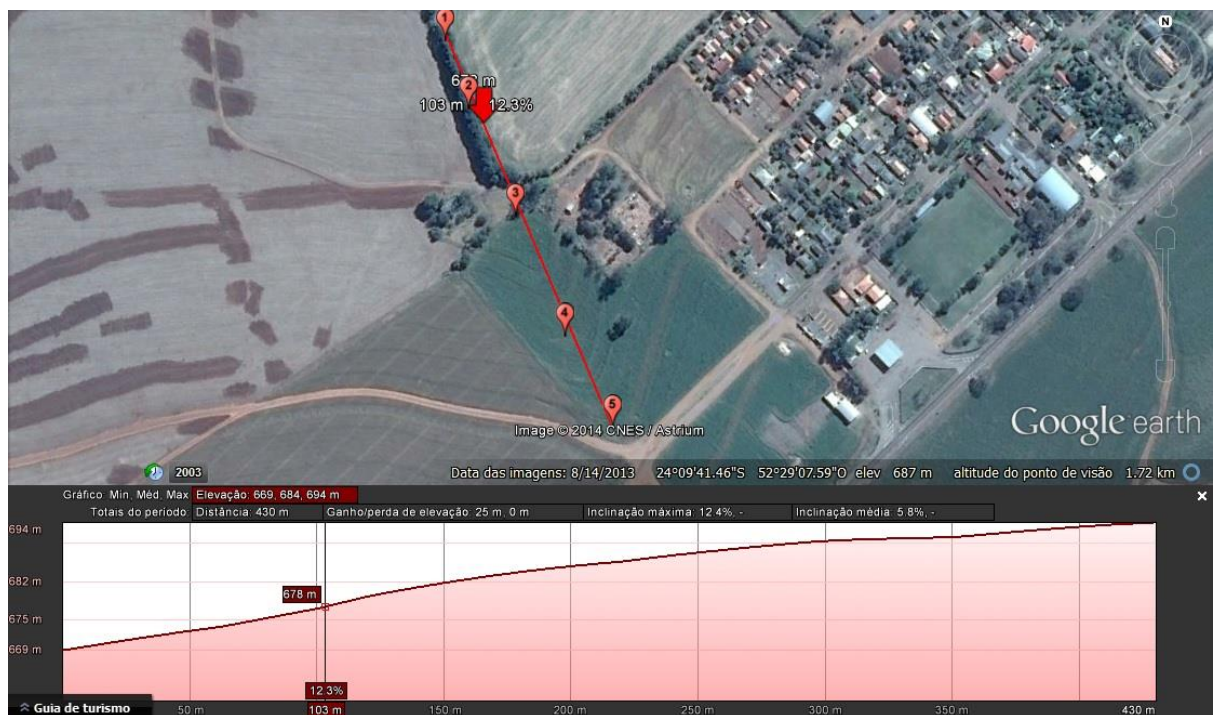 1
N
678 m
2
103 m
12.3%
3
4
5
Image © 2014 CNES / Astrium
Google earth
2003
Data das imagens: 8/14/2013 24°09'41.46"S 52°29'07.59"O elev 687 m altitude do ponto de visão 1.72 km
Gráfico: Min, Méd, Max Elevação: 669, 684, 694 m
Totais do período: Distância: 430 m Ganho/perda de elevação: 25 m, 0 m Inclinação máxima: 12.4%, - Inclinação média: 5.8%, -
694 m
682 m
678 m
675 m
669 m
12.3%
Guia de turismo
50 m 103 m 150 m 200 m 250 m 300 m 350 m 430 m